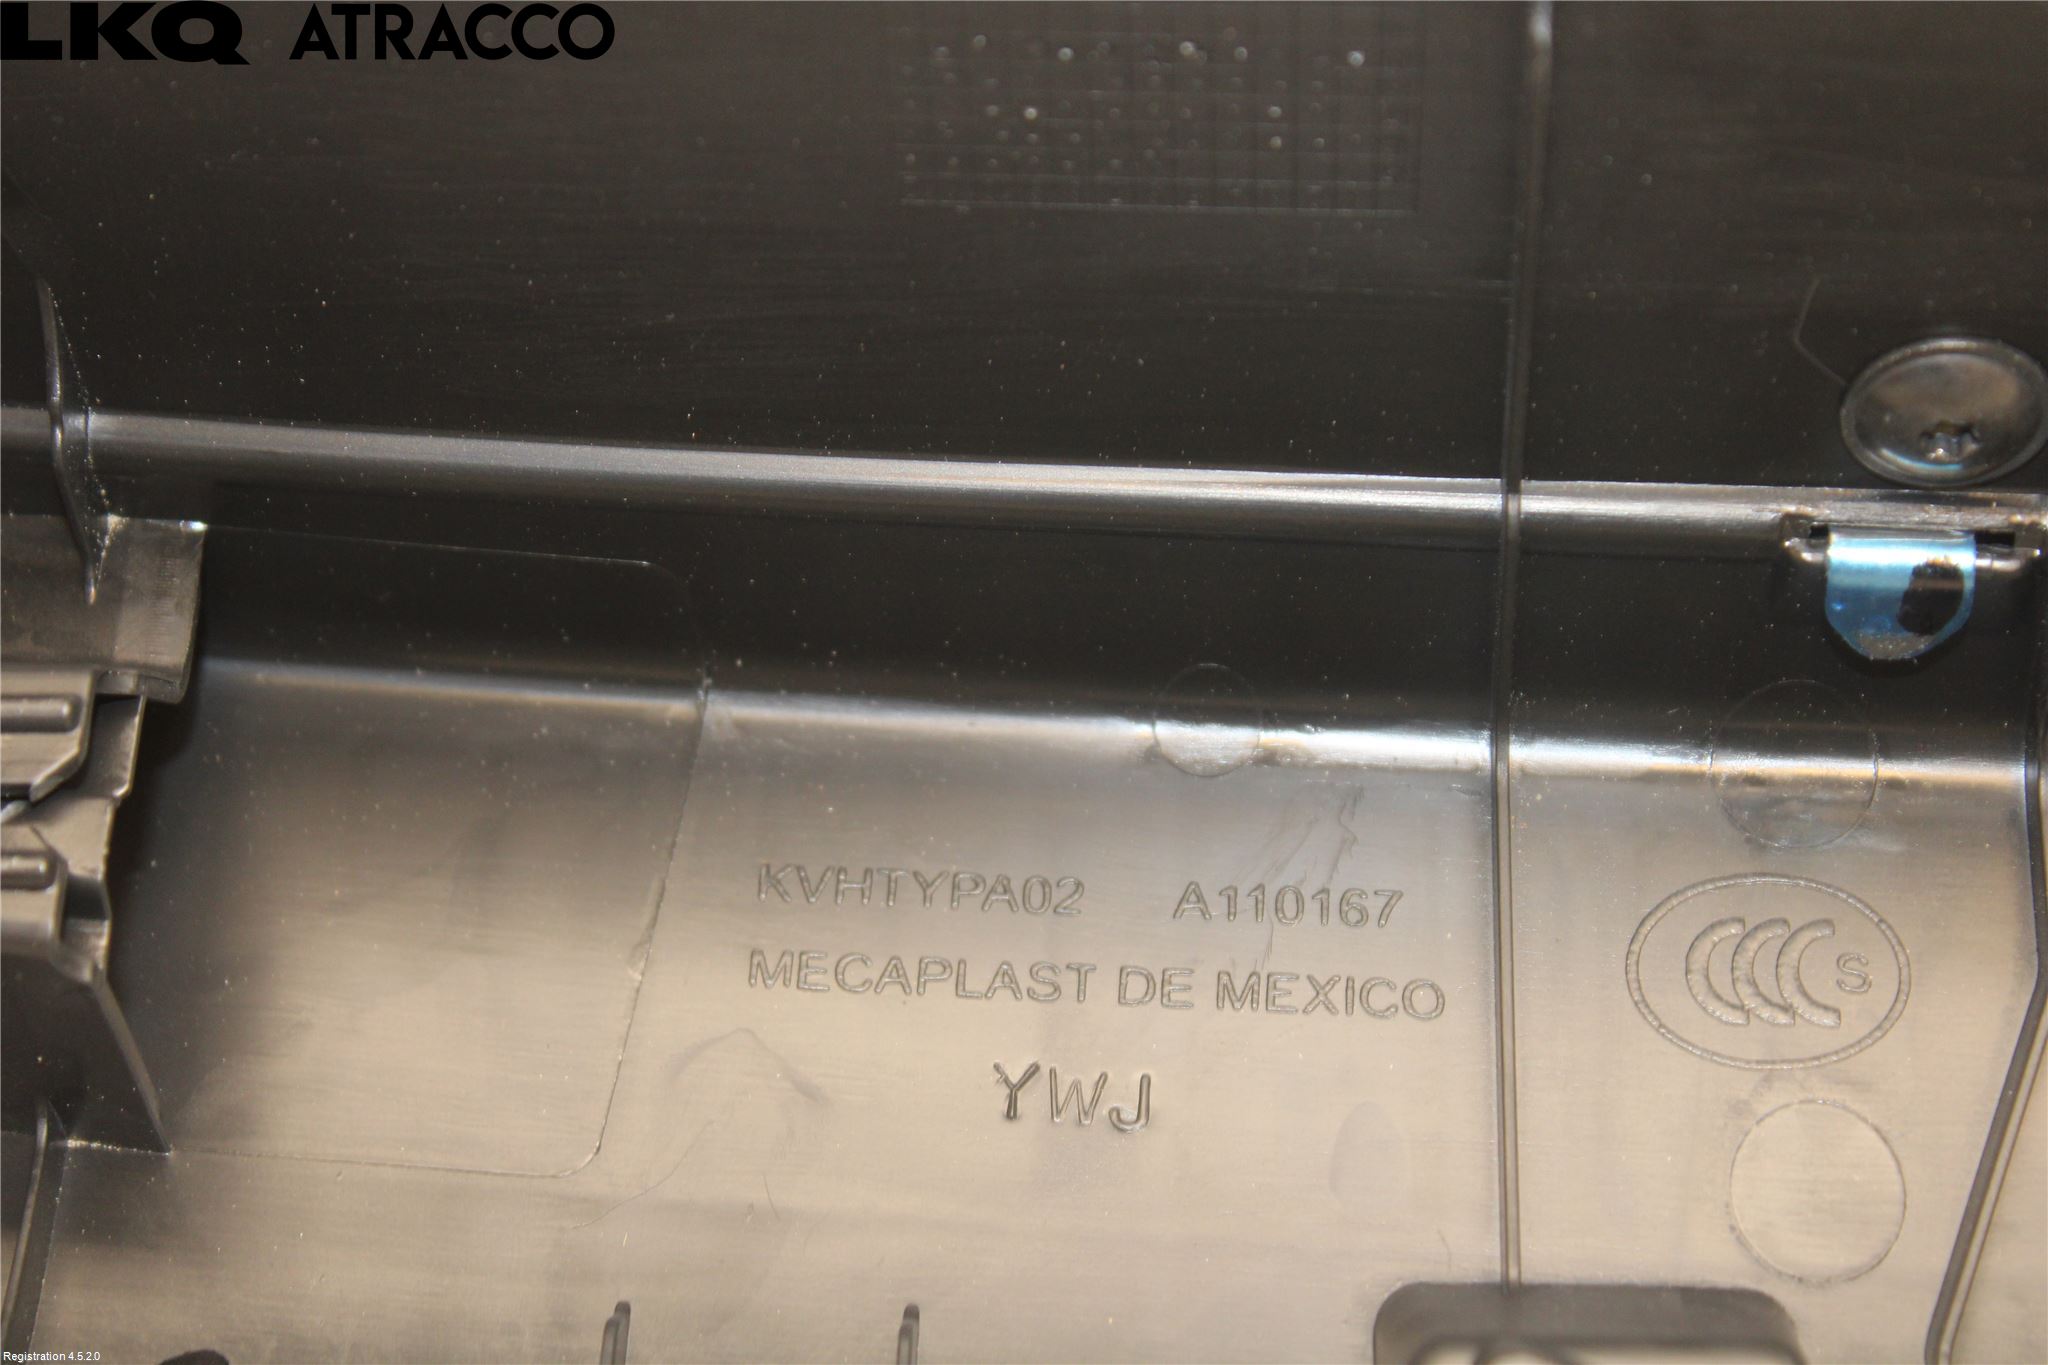 LKQ ATRACCO
KVHTYPA02 A110167
MECAPLAST DE MEXICO
CCC S
YWJ
Registration 4.5.2.0